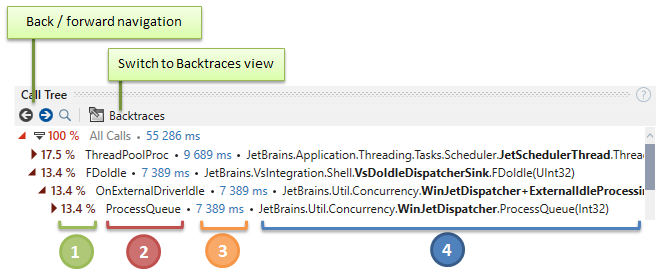 Back / forward navigation
Switch to Backtraces view
Call Tree
Backtraces
100 % All Calls • 55 286 ms
17.5 % ThreadPoolProc • 9 689 ms • JetBrains.Application.Threading.Tasks.Scheduler.JetSchedulerThread.Thread
13.4 % FDoIdle • 7 389 ms • JetBrains.VsIntegration.Shell.VsDoIdleDispatcherSink.FDoIdle(UInt32)
13.4 % OnExternalDriverIdle • 7 389 ms • JetBrains.Util.Concurrency.WinJetDispatcher+ExternalIdleProcessin
13.4 % ProcessQueue • 7 389 ms • JetBrains.Util.Concurrency.WinJetDispatcher.ProcessQueue(Int32)
1 2 3 4